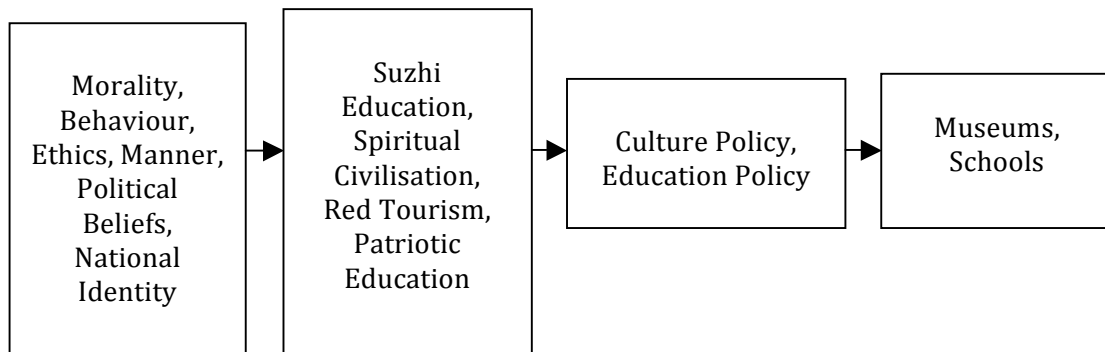 Morality,
Behaviour,
Ethics, Manner,
Political
Beliefs,
National
Identity
Suzhi
Education,
Spiritual
Civilisation,
Red Tourism,
Patriotic
Education
Culture Policy,
Education Policy
Museums,
Schools